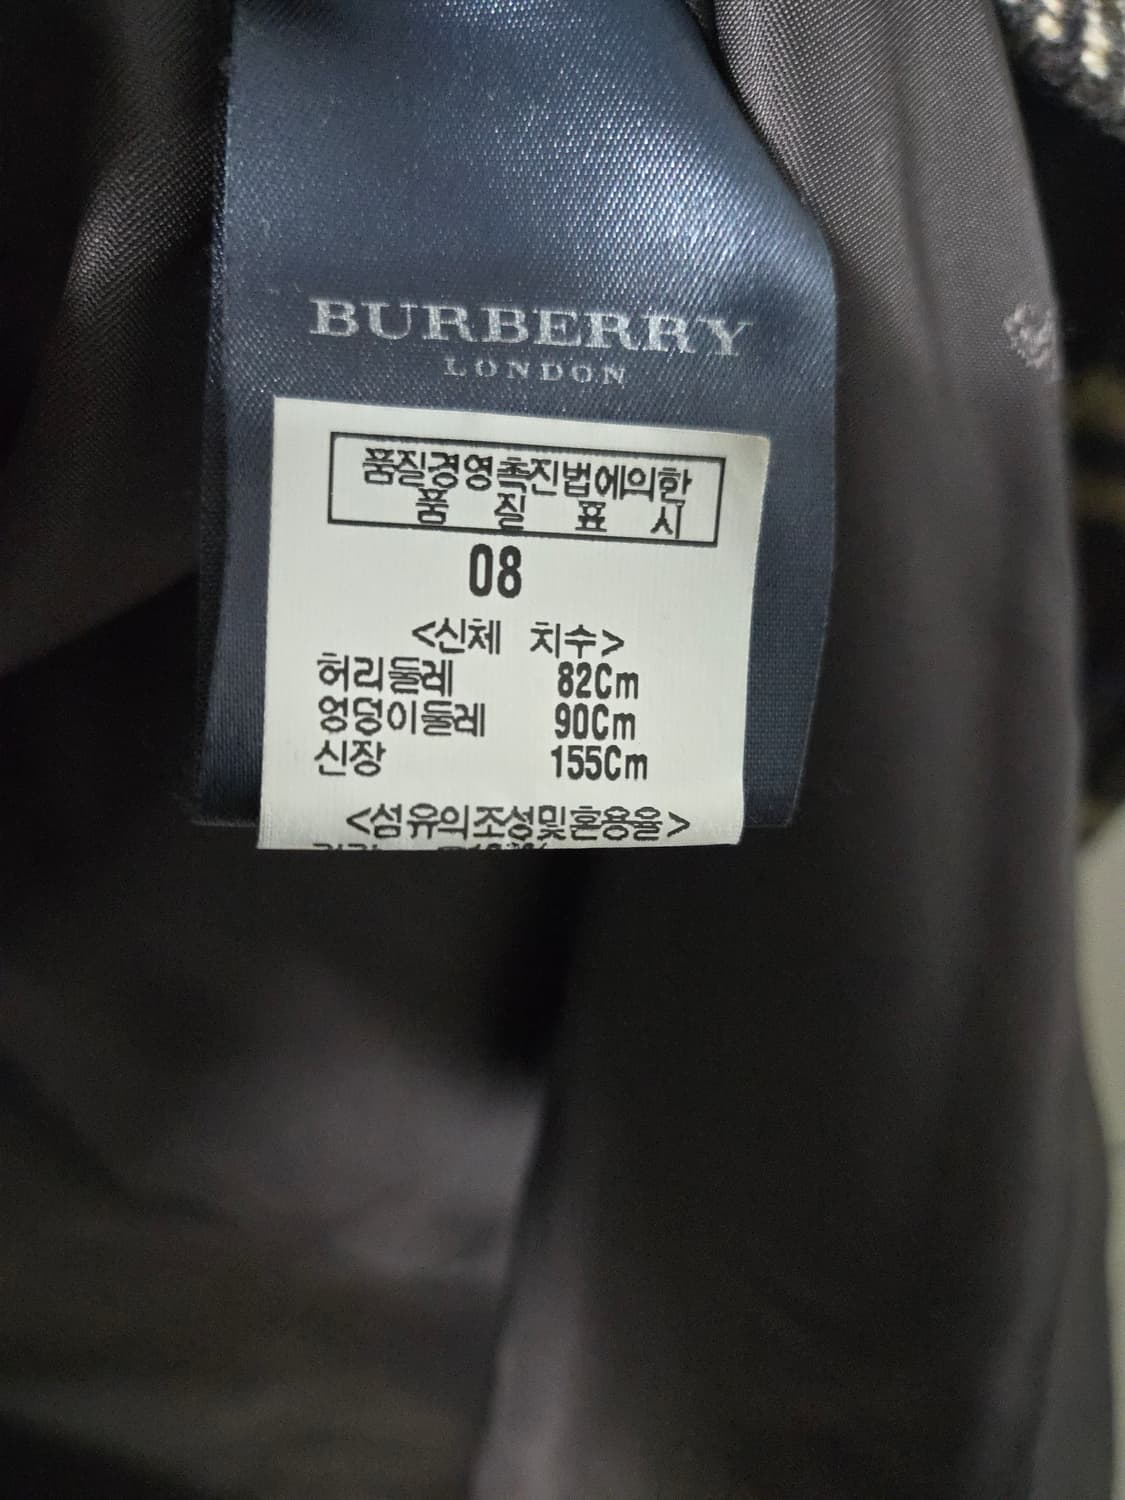 BURBERRY
LONDON
품질경영촉진법에의한
품 질 표 시
08
<신체 치수>
허리둘레 82Cm
엉덩이둘레 90Cm
신장 155Cm
<섬유의조성및혼용율>